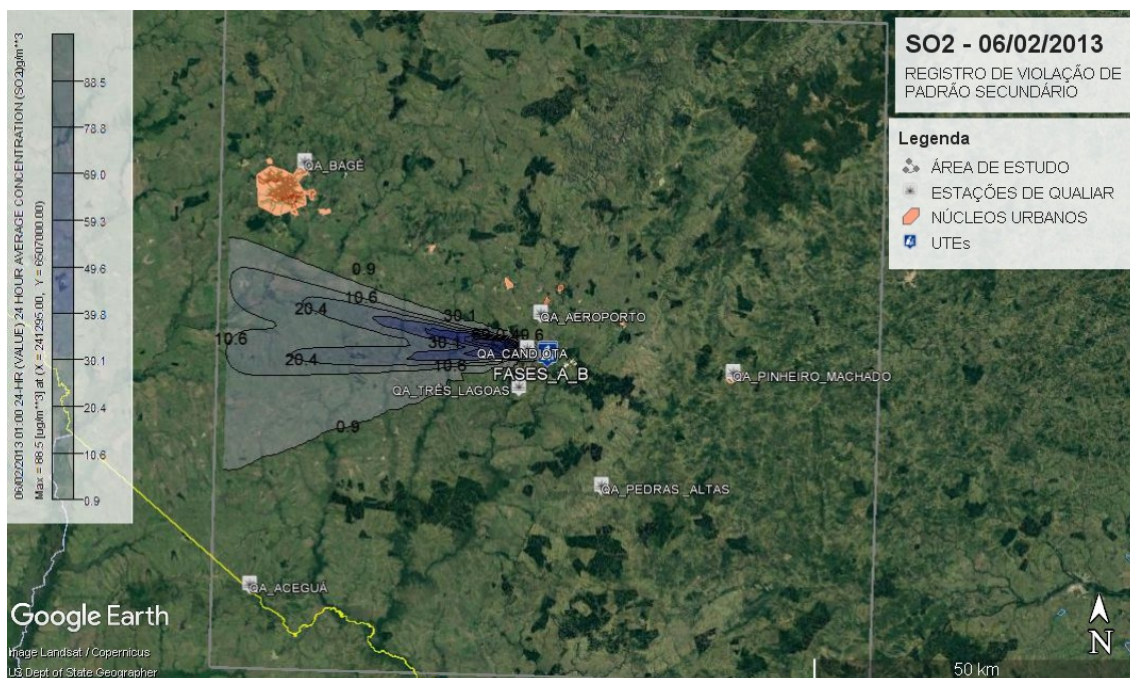 SO2 - 06/02/2013
REGISTRO DE VIOLAÇÃO DE
PADRÃO SECUNDÁRIO
Legenda
ÁREA DE ESTUDO
ESTAÇÕES DE QUALIAR
NÚCLEOS URBANOS
UTEs
06/02/2013 01:00 24-HR (VALUE) 24 HOUR AVERAGE CONCENTRATION (SO2)g/m**3
Max = 88.5 [ug/m**3] at (X = 241295.00, Y = 6507000.00)
88.5
78.8
69.0
59.3
49.6
39.8
30.1
20.4
10.6
0.9
QA_BAGÉ
0.9
10.6
20.4
30.1
QA_AEROPORTO
10.6
30.1
QA_CANDIOTA
20.4
10.6
FASES_A_B
QA_PINHEIRO_MACHADO
QA_TRÊS_LAGOAS
0.9
QA_PEDRAS _ALTAS
QA_ACEGUÁ
Google Earth
Image Landsat / Copernicus
US Dept of State Geographer
N
50 km